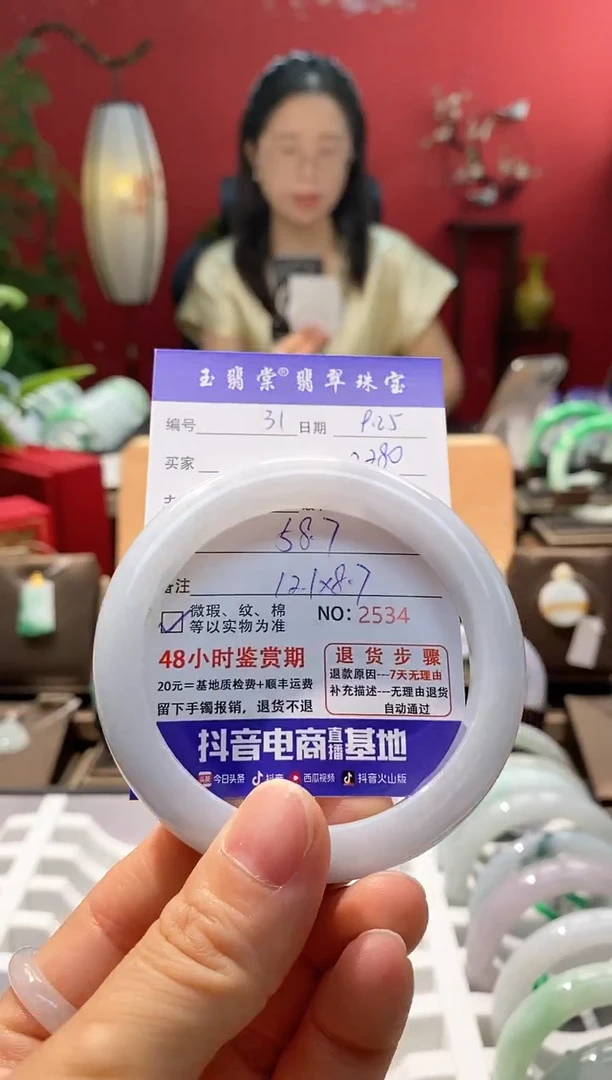 玉翡棠®翡翠珠宝
编号 31 日期 9.25
买家 2780
58.7
备注 12.1x8.7
微瑕、纹、棉 NO: 2534
等以实物为准
48小时鉴赏期
20元=基地质检费+顺丰运费
留下手镯报销，退货不退
退货步骤
退款原因---7天无理由
补充描述---无理由退货
自动通过
抖音电商直播基地
今日头条 抖音 西瓜视频 抖音火山版